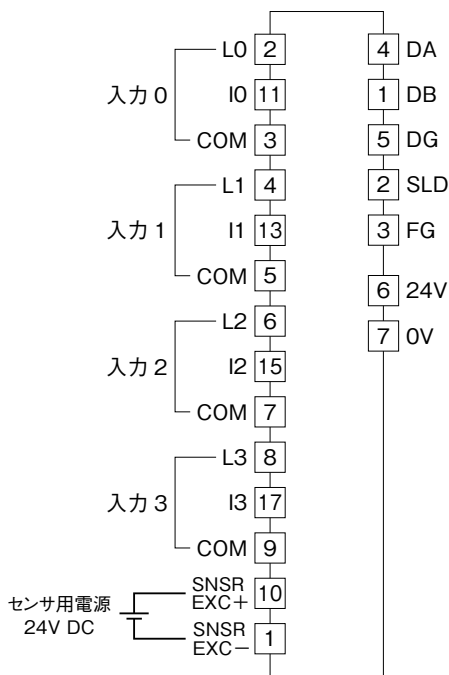 入力 0
L0 2
I0 11
COM 3
入力 1
L1 4
I1 13
COM 5
入力 2
L2 6
I2 15
COM 7
入力 3
L3 8
I3 17
COM 9
センサ用電源
24V DC
SNSR
EXC+ 10
SNSR
EXC− 1
4 DA
1 DB
5 DG
2 SLD
3 FG
6 24V
7 0V